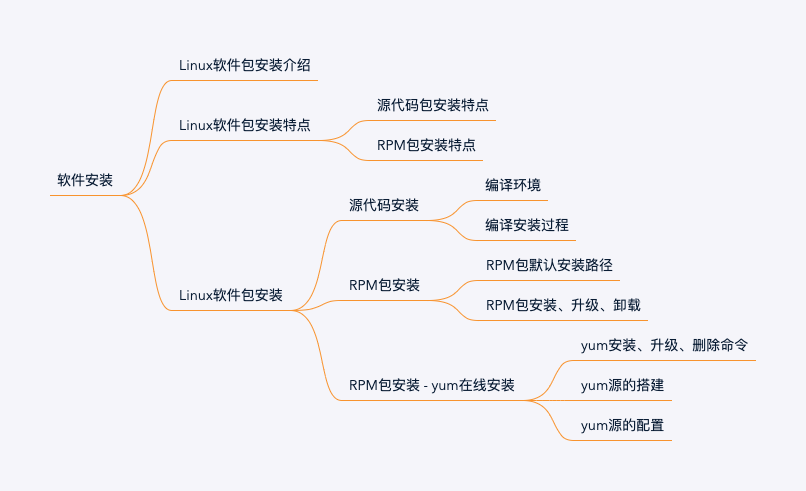 软件安装
Linux软件包安装介绍
Linux软件包安装特点
源代码包安装特点
RPM包安装特点
Linux软件包安装
源代码安装
编译环境
编译安装过程
RPM包安装
RPM包默认安装路径
RPM包安装、升级、卸载
RPM包安装 - yum在线安装
yum安装、升级、删除命令
yum源的搭建
yum源的配置